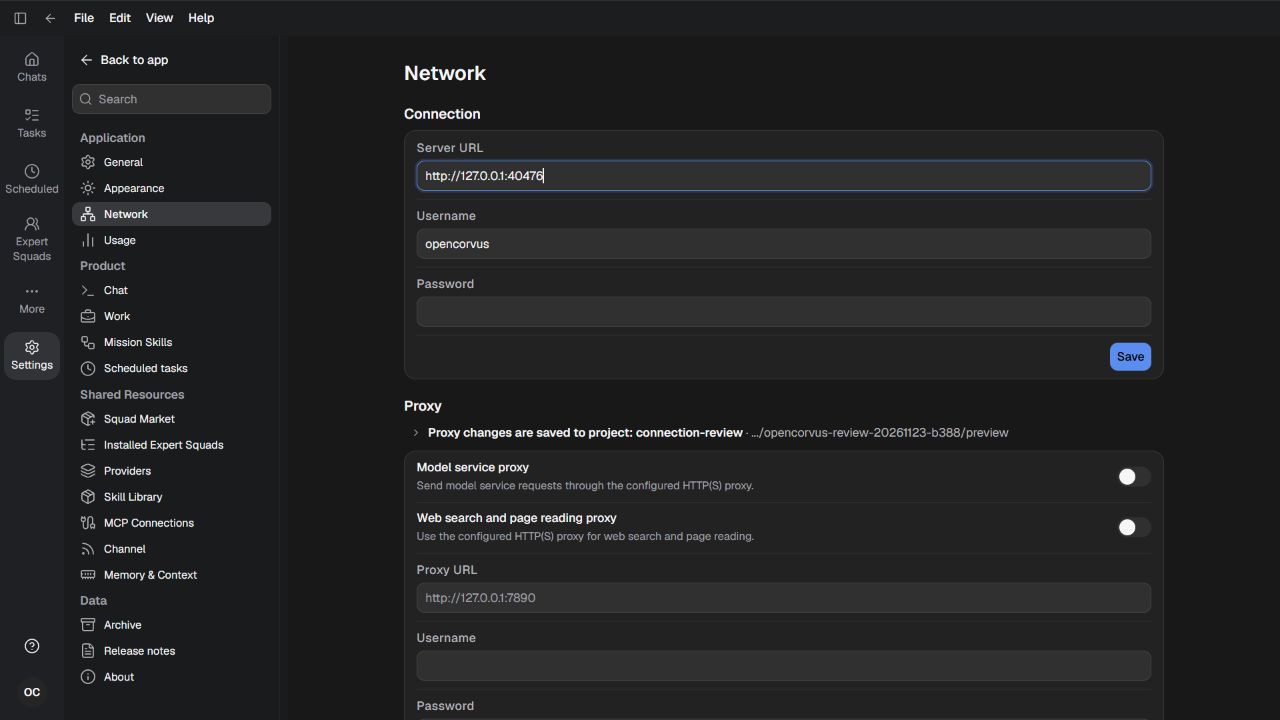 File Edit View Help
Chats
Tasks
Scheduled
Expert
Squads
More
Settings
OC
Back to app
Search
Application
General
Appearance
Network
Usage
Product
Chat
Work
Mission Skills
Scheduled tasks
Shared Resources
Squad Market
Installed Expert Squads
Providers
Skill Library
MCP Connections
Channel
Memory & Context
Data
Archive
Release notes
About
Network
Connection
Server URL
http://127.0.0.1:40476
Username
opencorvus
Password
Save
Proxy
Proxy changes are saved to project: connection-review · .../opencorvus-review-20261123-b388/preview
Model service proxy
Send model service requests through the configured HTTP(S) proxy.
Web search and page reading proxy
Use the configured HTTP(S) proxy for web search and page reading.
Proxy URL
http://127.0.0.1:7890
Username
Password